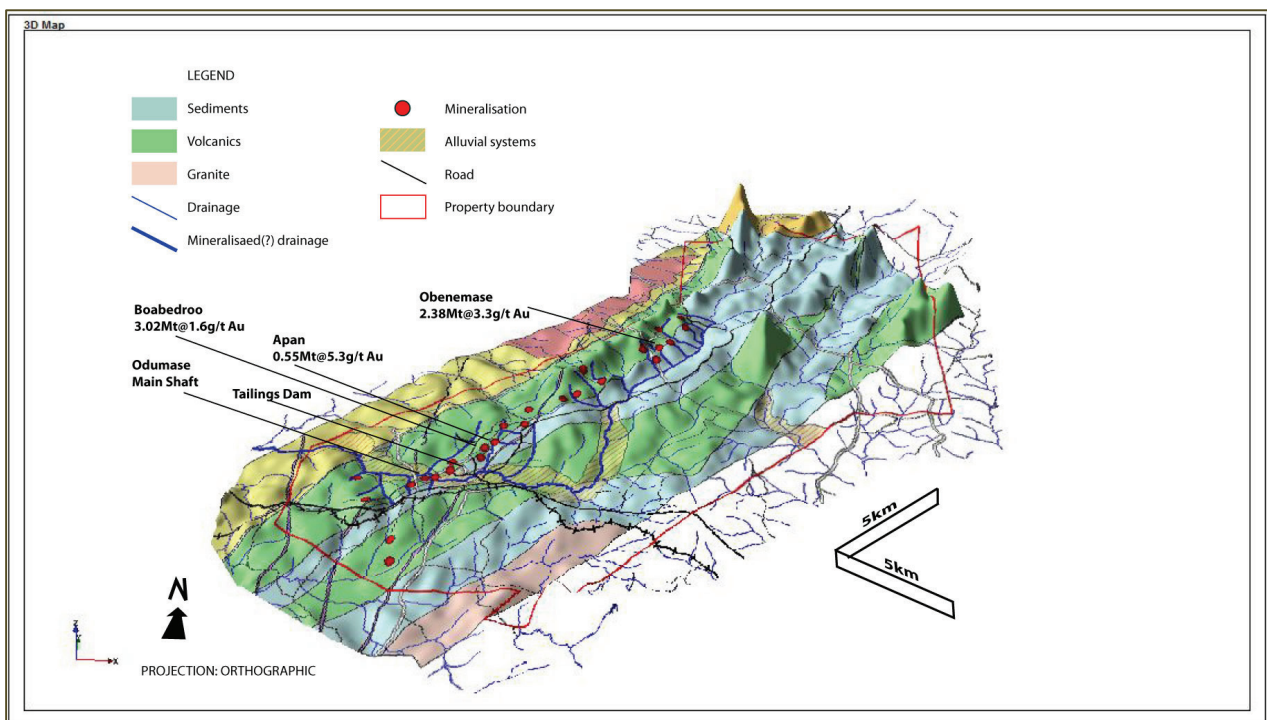 3D Map
LEGEND
Sediments
Volcanics
Granite
Drainage
Mineralisaed(?) drainage
Mineralisation
Alluvial systems
Road
Property boundary
Obenemase
2.38Mt@3.3g/t Au
Boabedroo
3.02Mt@1.6g/t Au
Apan
0.55Mt@5.3g/t Au
Odumase
Main Shaft
Tailings Dam
5km
5km
N
Z
X
PROJECTION: ORTHOGRAPHIC